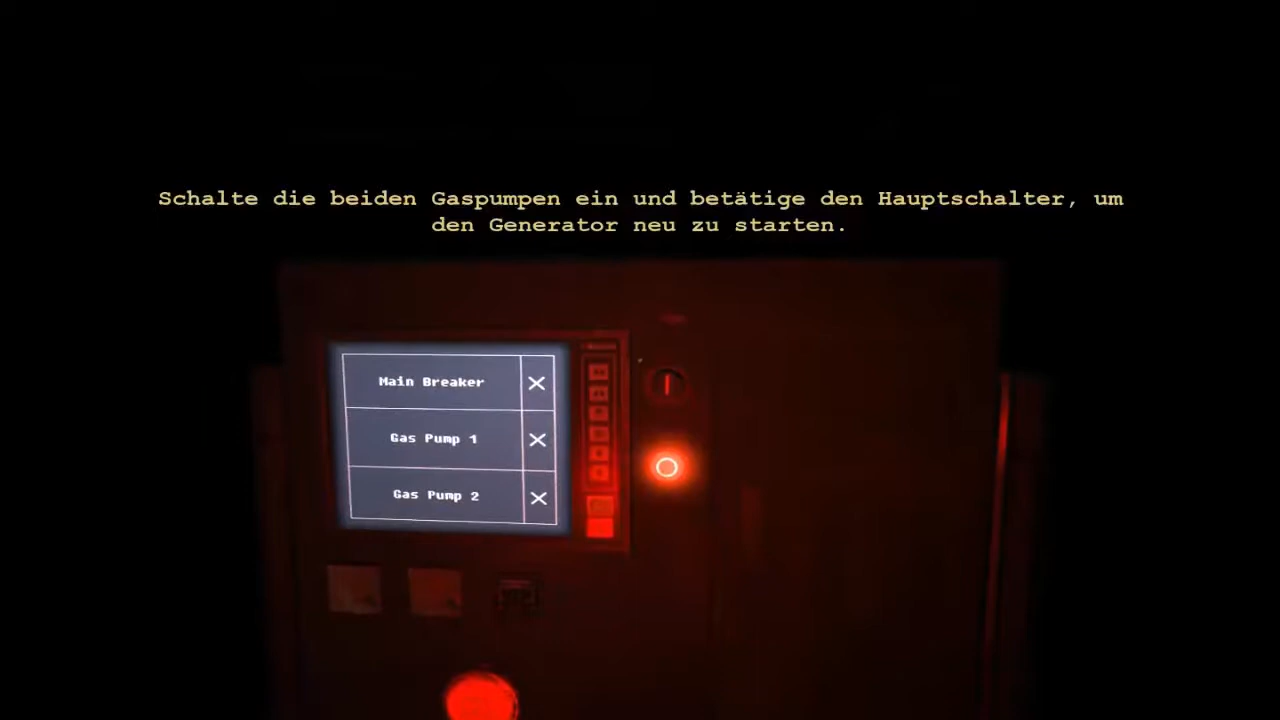 Schalte die beiden Gaspumpen ein und betätige den Hauptschalter, um
den Generator neu zu starten.
Main Breaker X
Gas Pump 1 X
Gas Pump 2 X